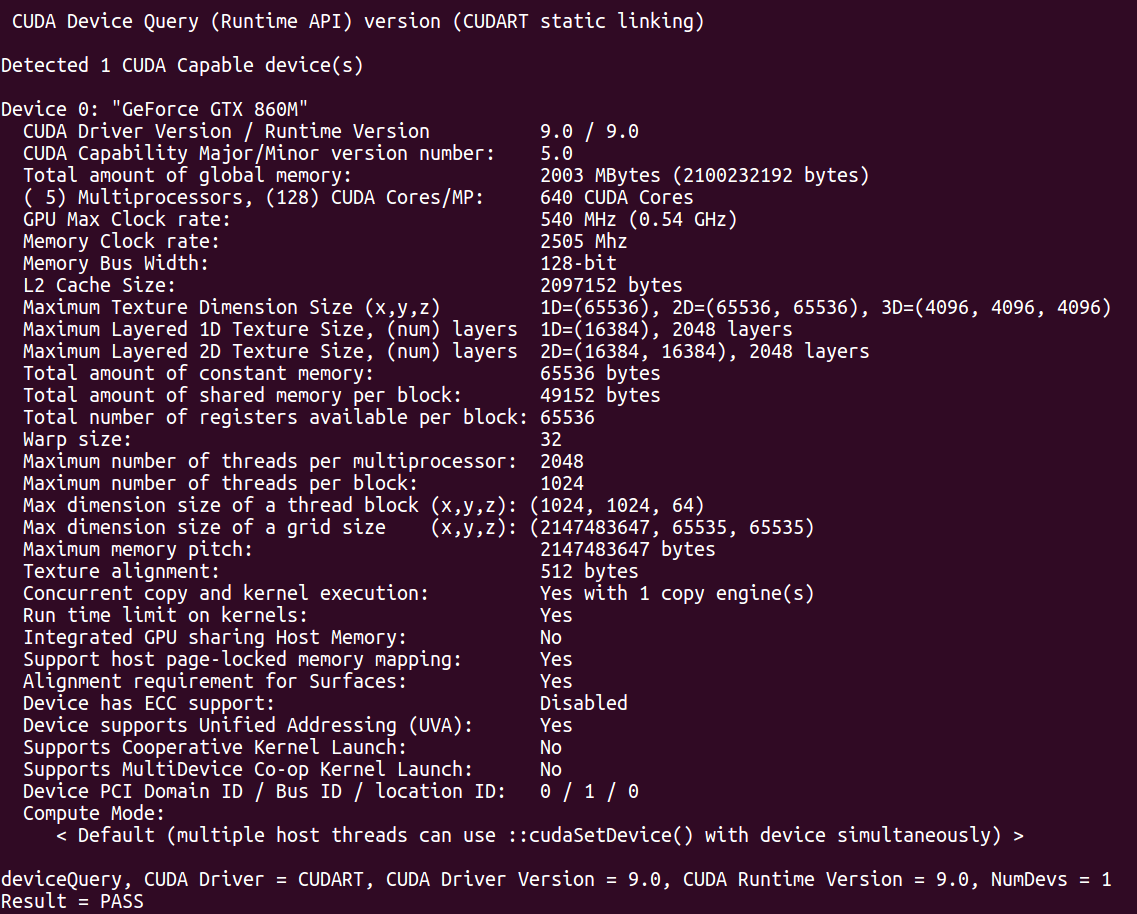 CUDA Device Query (Runtime API) version (CUDART static linking)
Detected 1 CUDA Capable device(s)
Device 0: "GeForce GTX 860M"
CUDA Driver Version / Runtime Version 9.0 / 9.0
CUDA Capability Major/Minor version number: 5.0
Total amount of global memory: 2003 MBytes (2100232192 bytes)
( 5) Multiprocessors, (128) CUDA Cores/MP: 640 CUDA Cores
GPU Max Clock rate: 540 MHz (0.54 GHz)
Memory Clock rate: 2505 Mhz
Memory Bus Width: 128-bit
L2 Cache Size: 2097152 bytes
Maximum Texture Dimension Size (x,y,z) 1D=(65536), 2D=(65536, 65536), 3D=(4096, 4096, 4096)
Maximum Layered 1D Texture Size, (num) layers 1D=(16384), 2048 layers
Maximum Layered 2D Texture Size, (num) layers 2D=(16384, 16384), 2048 layers
Total amount of constant memory: 65536 bytes
Total amount of shared memory per block: 49152 bytes
Total number of registers available per block: 65536
Warp size: 32
Maximum number of threads per multiprocessor: 2048
Maximum number of threads per block: 1024
Max dimension size of a thread block (x,y,z): (1024, 1024, 64)
Max dimension size of a grid size (x,y,z): (2147483647, 65535, 65535)
Maximum memory pitch: 2147483647 bytes
Texture alignment: 512 bytes
Concurrent copy and kernel execution: Yes with 1 copy engine(s)
Run time limit on kernels: Yes
Integrated GPU sharing Host Memory: No
Support host page-locked memory mapping: Yes
Alignment requirement for Surfaces: Yes
Device has ECC support: Disabled
Device supports Unified Addressing (UVA): Yes
Supports Cooperative Kernel Launch: No
Supports MultiDevice Co-op Kernel Launch: No
Device PCI Domain ID / Bus ID / location ID: 0 / 1 / 0
Compute Mode:
< Default (multiple host threads can use ::cudaSetDevice() with device simultaneously) >
deviceQuery, CUDA Driver = CUDART, CUDA Driver Version = 9.0, CUDA Runtime Version = 9.0, NumDevs = 1
Result = PASS